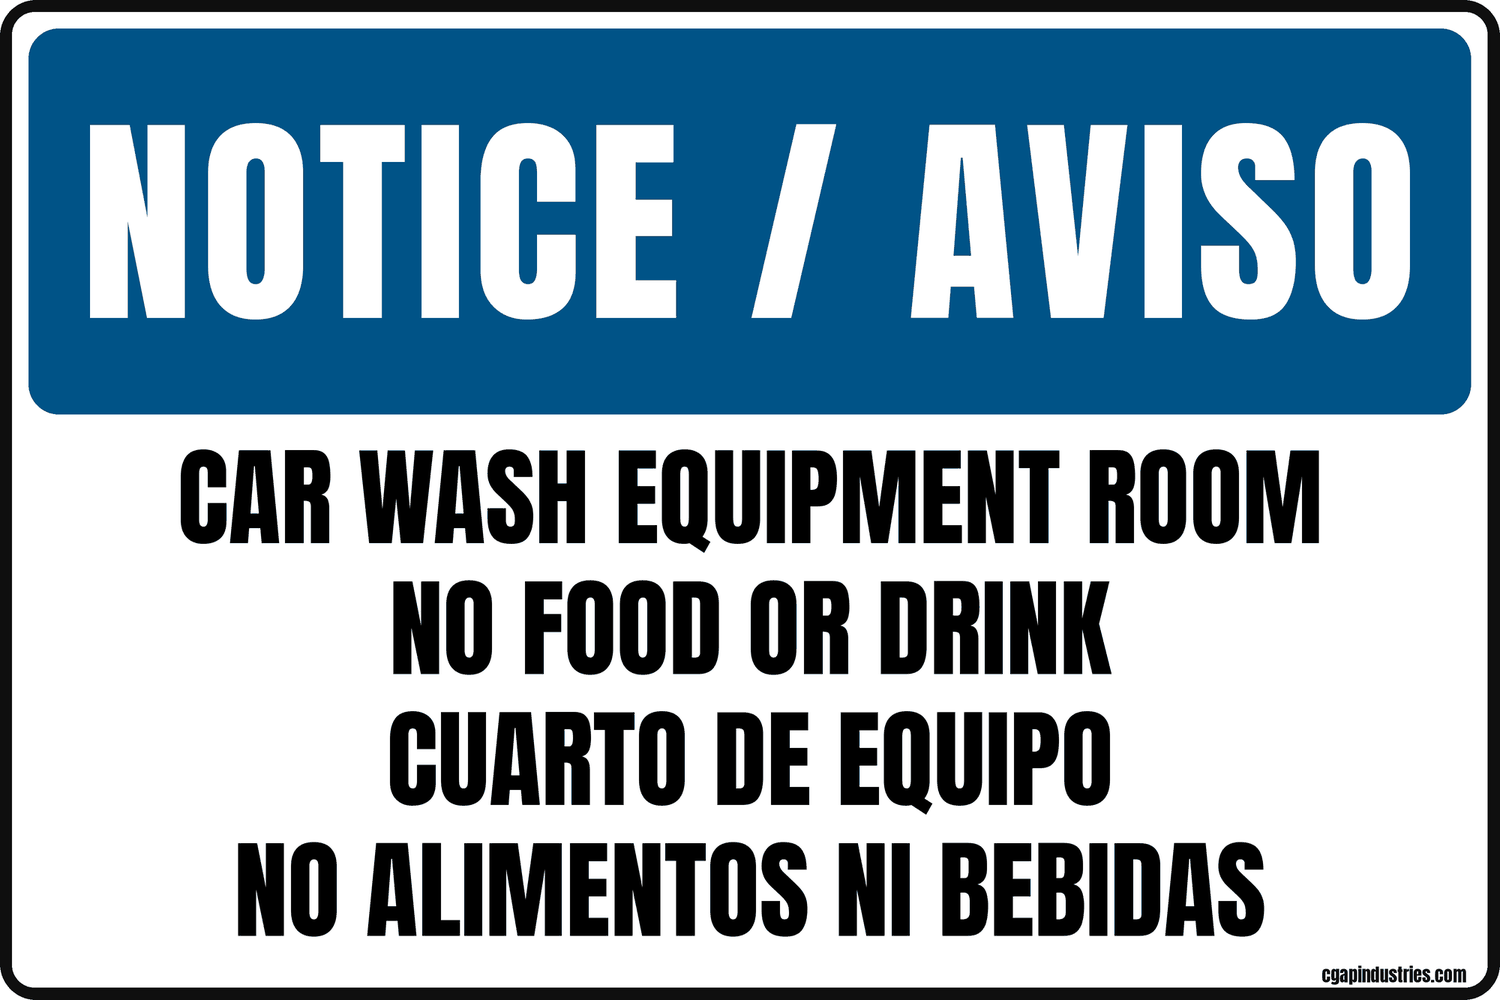 NOTICE / AVISO
CAR WASH EQUIPMENT ROOM
NO FOOD OR DRINK
CUARTO DE EQUIPO
NO ALIMENTOS NI BEBIDAS
cgapindustries.com